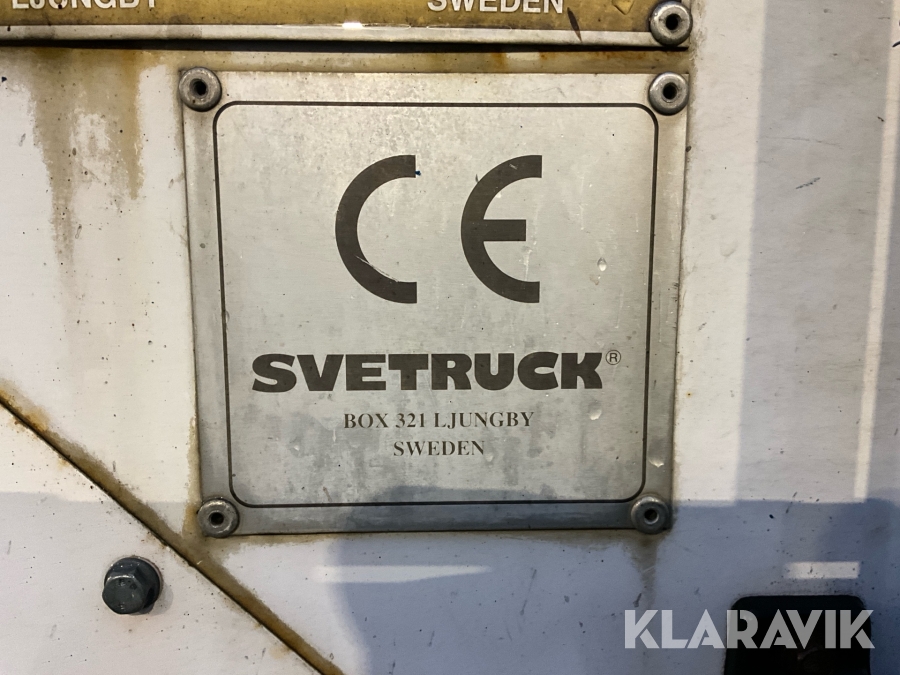 LJUNGBY SWEDEN
CE
SVETRUCK®
BOX 321 LJUNGBY
SWEDEN
KLARAVIK